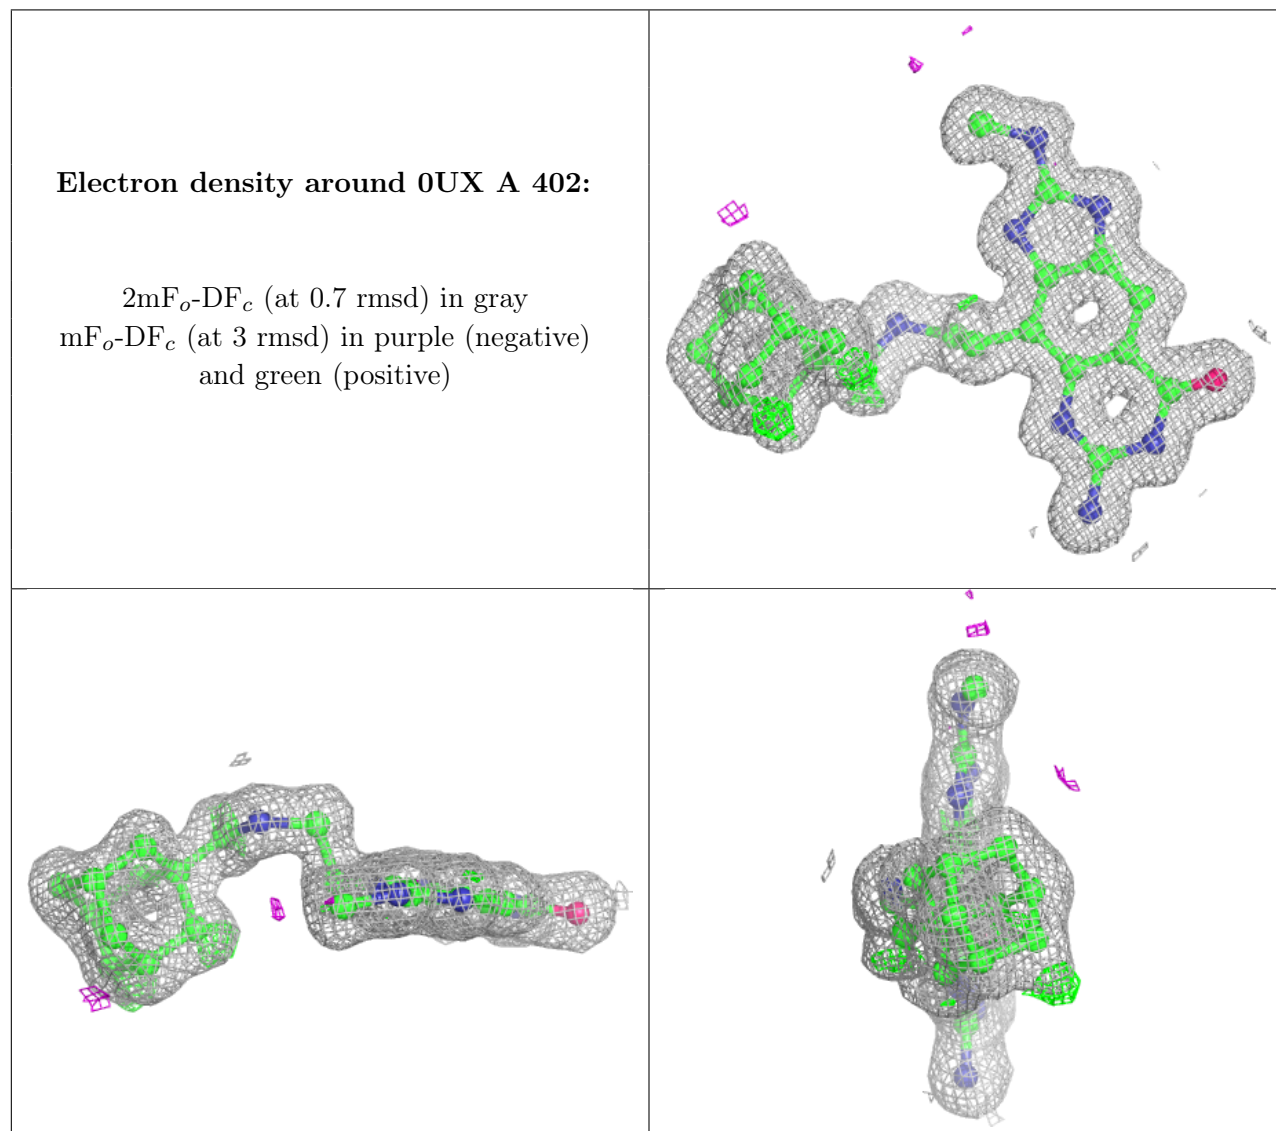 Electron density around 0UX A 402:
2mFo-DFc (at 0.7 rmsd) in gray
mFo-DFc (at 3 rmsd) in purple (negative)
and green (positive)